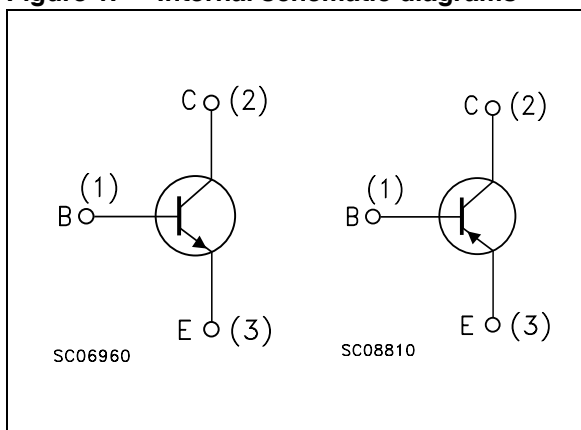 Figure 1. Internal schematic diagrams
C (2)
(1)
B
E (3)
SC06960
C (2)
(1)
B
E (3)
SC08810